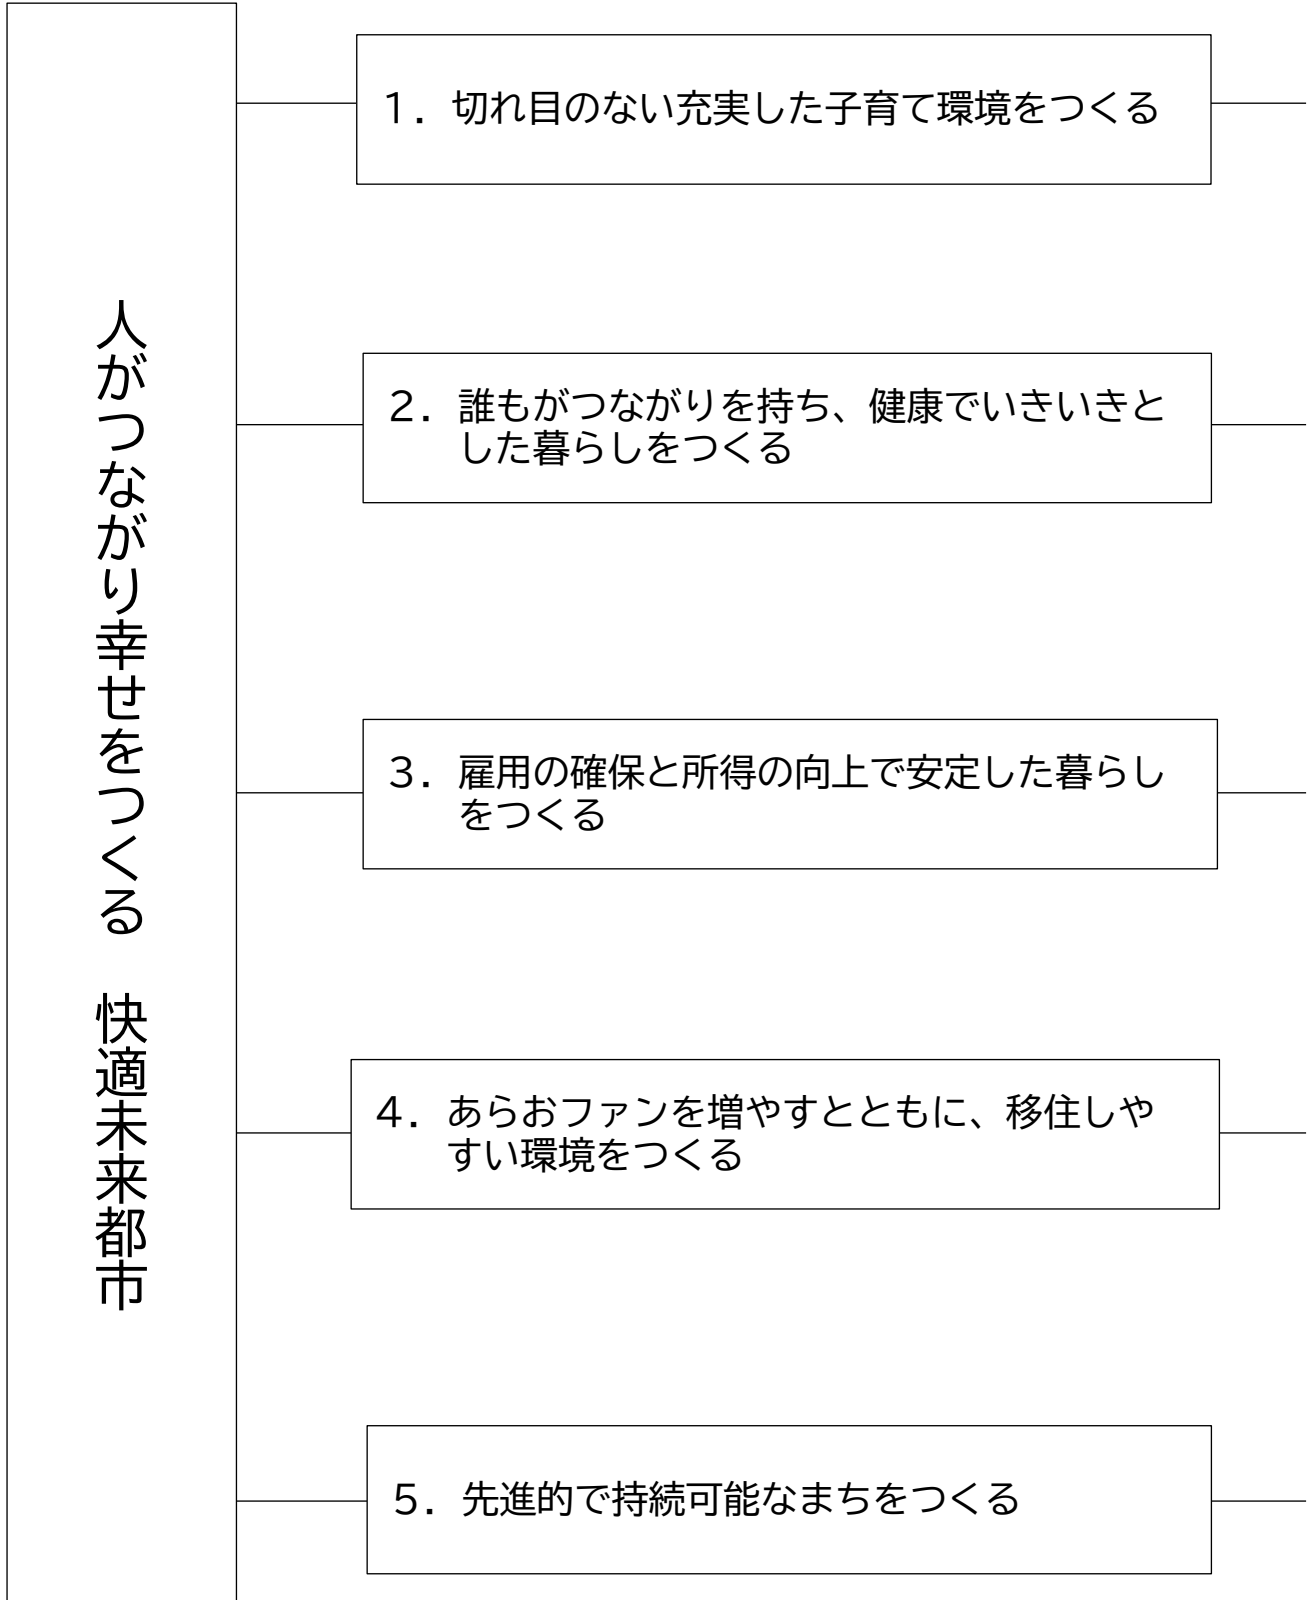 人がつながり幸せをつくる　快適未来都市
１．切れ目のない充実した子育て環境をつくる
２．誰もがつながりを持ち、健康でいきいきと
した暮らしをつくる
３．雇用の確保と所得の向上で安定した暮らし
をつくる
４．あらおファンを増やすとともに、移住しや
すい環境をつくる
５．先進的で持続可能なまちをつくる